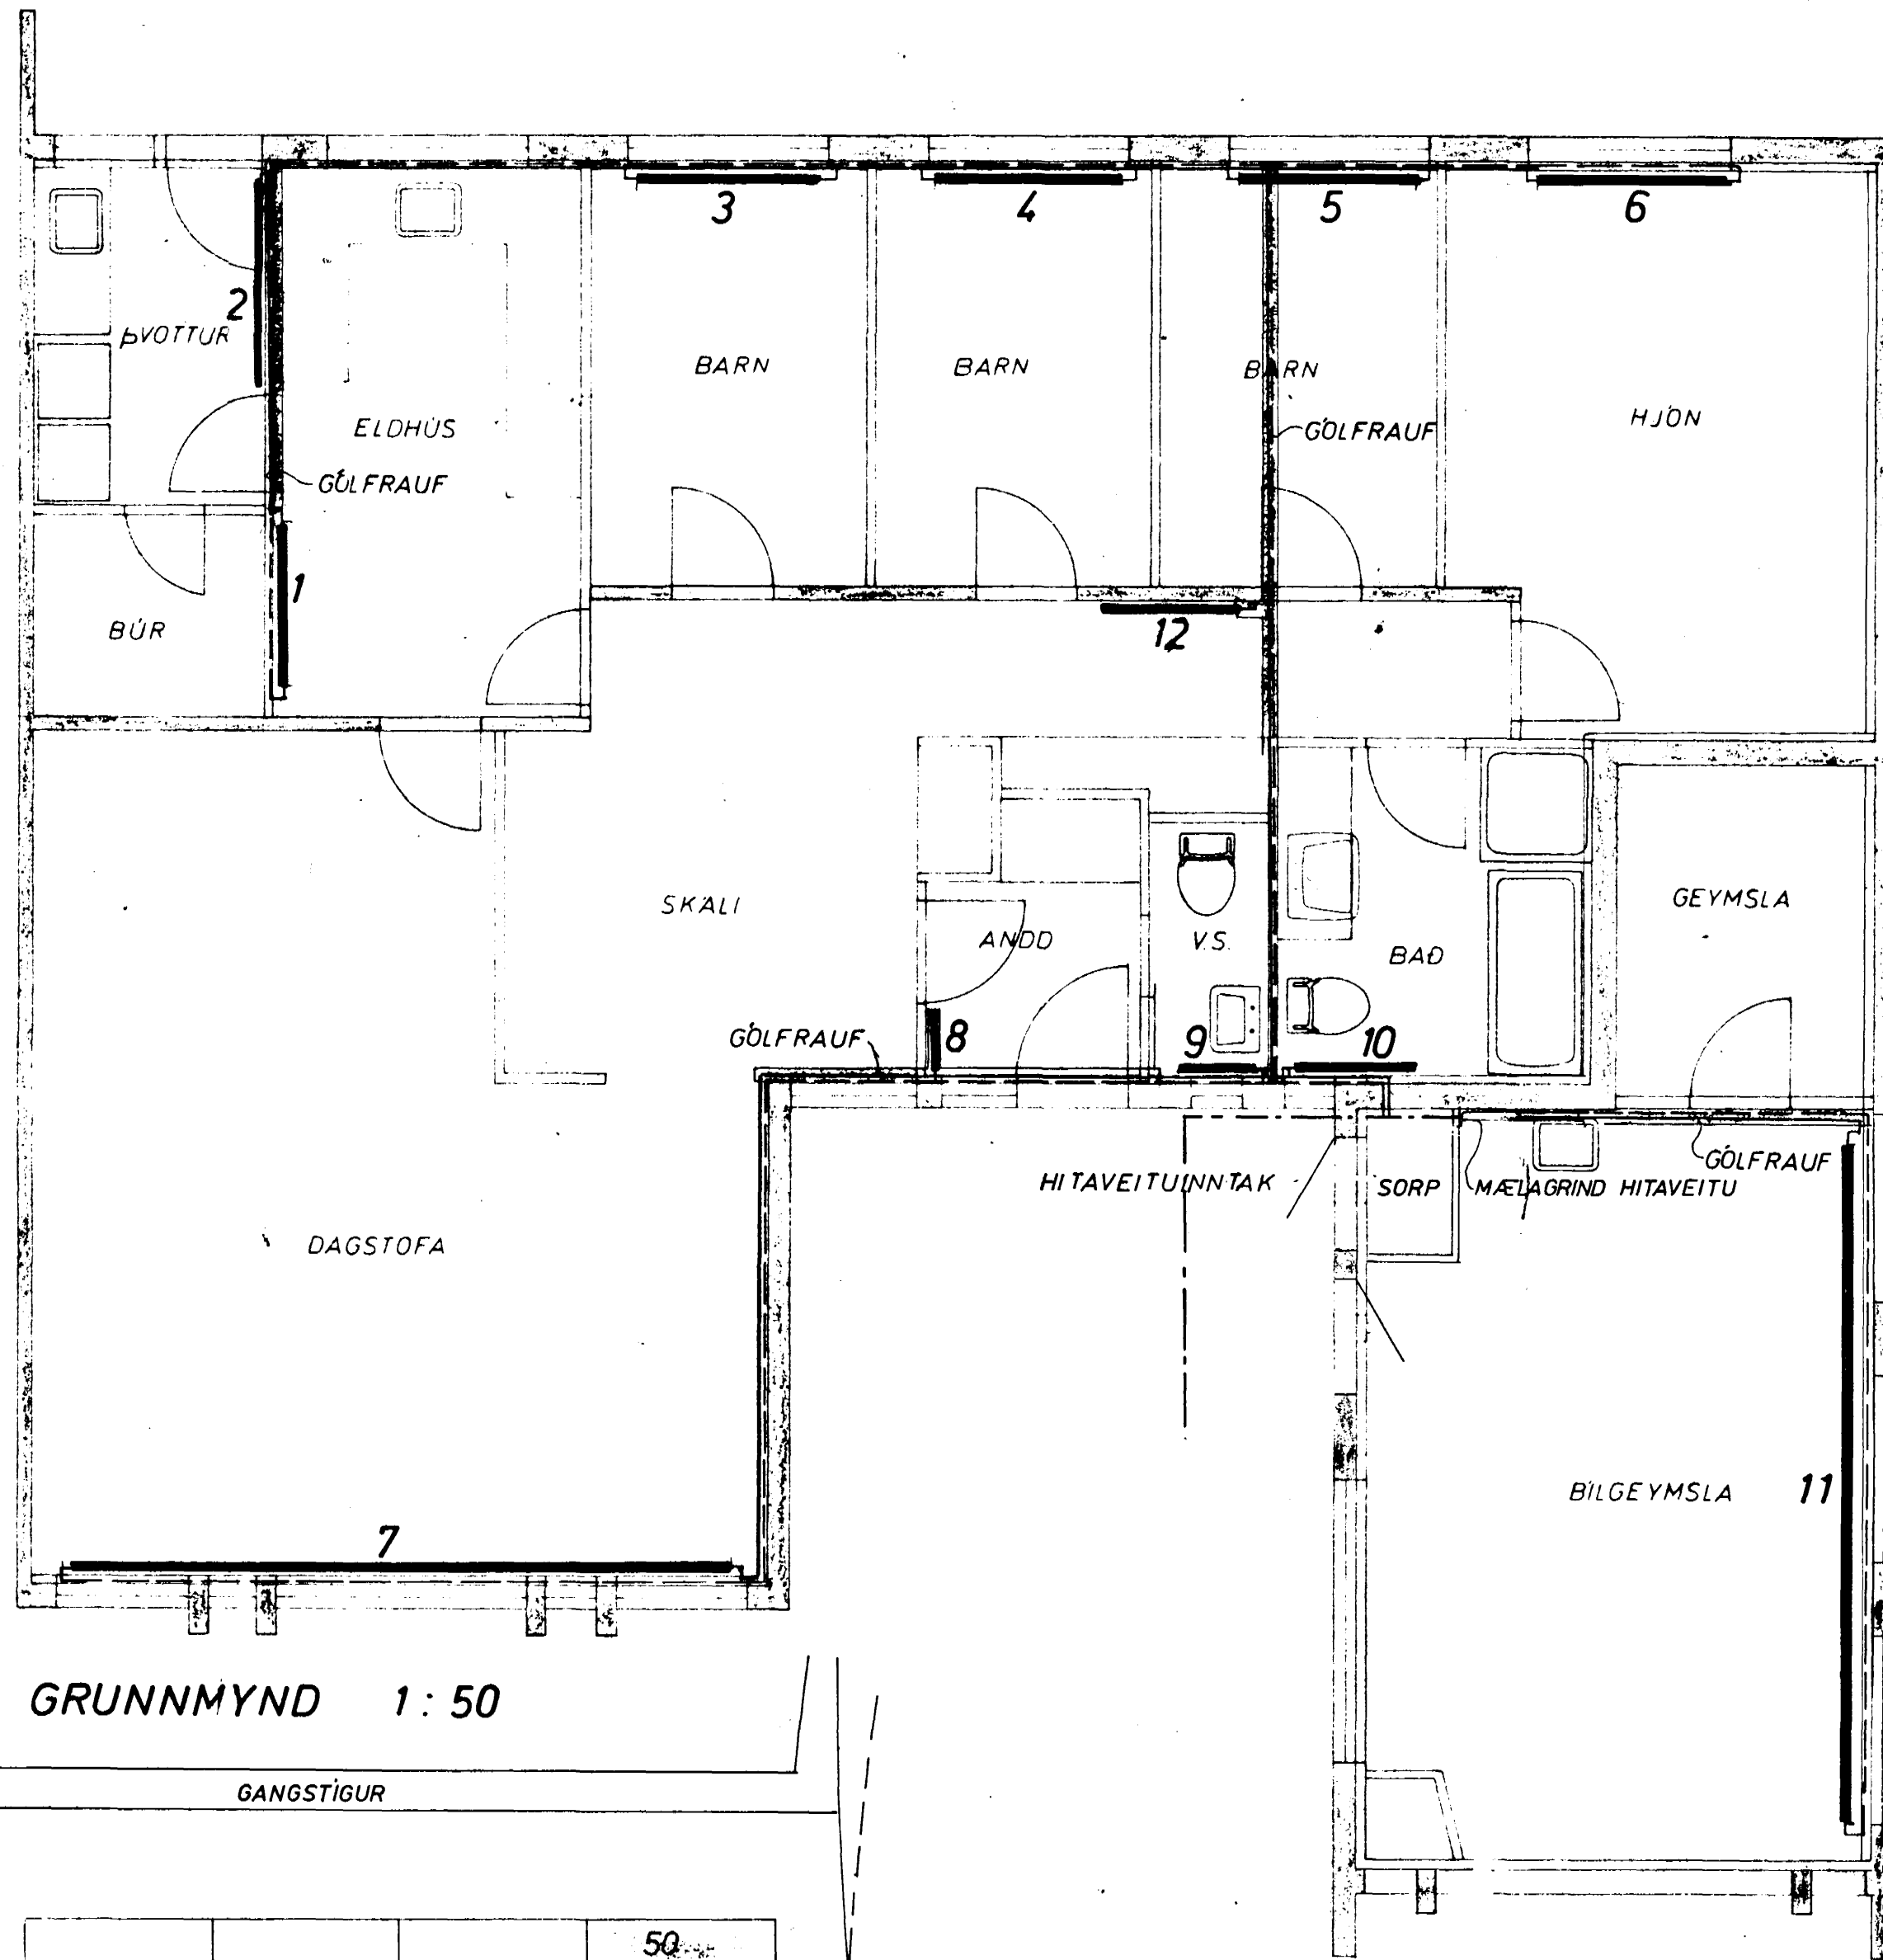 3
4
5
6
2
ÞVOTTUR
BARN
BARN
BARN
HJÓN
ELDHÚS
GÓLFRAUF
GÓLFRAUF
1
BÚR
12
SKÁLI
ANDD
V.S.
BAÐ
GEYMSLA
GÓLFRAUF
8
9
10
HITAVEITUINNTAK
SORP
MÆLAGRIND HITAVEITU
GÓLFRAUF
DAGSTOFA
BÍLGEYMSLA
11
7
GRUNNMYND 1:50
GANGSTÍGUR
50